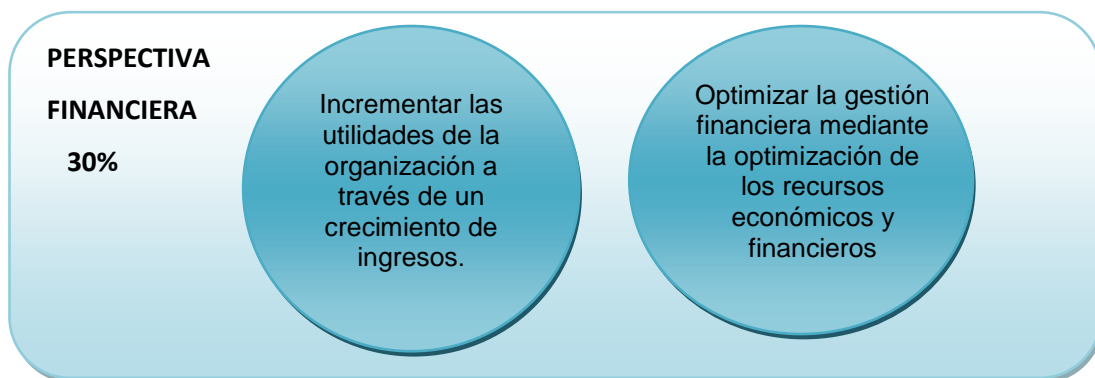 PERSPECTIVA
FINANCIERA
30%
Incrementar las
utilidades de la
organización a
través de un
crecimiento de
ingresos.
Optimizar la gestión
financiera mediante
la optimización de
los recursos
económicos y
financieros